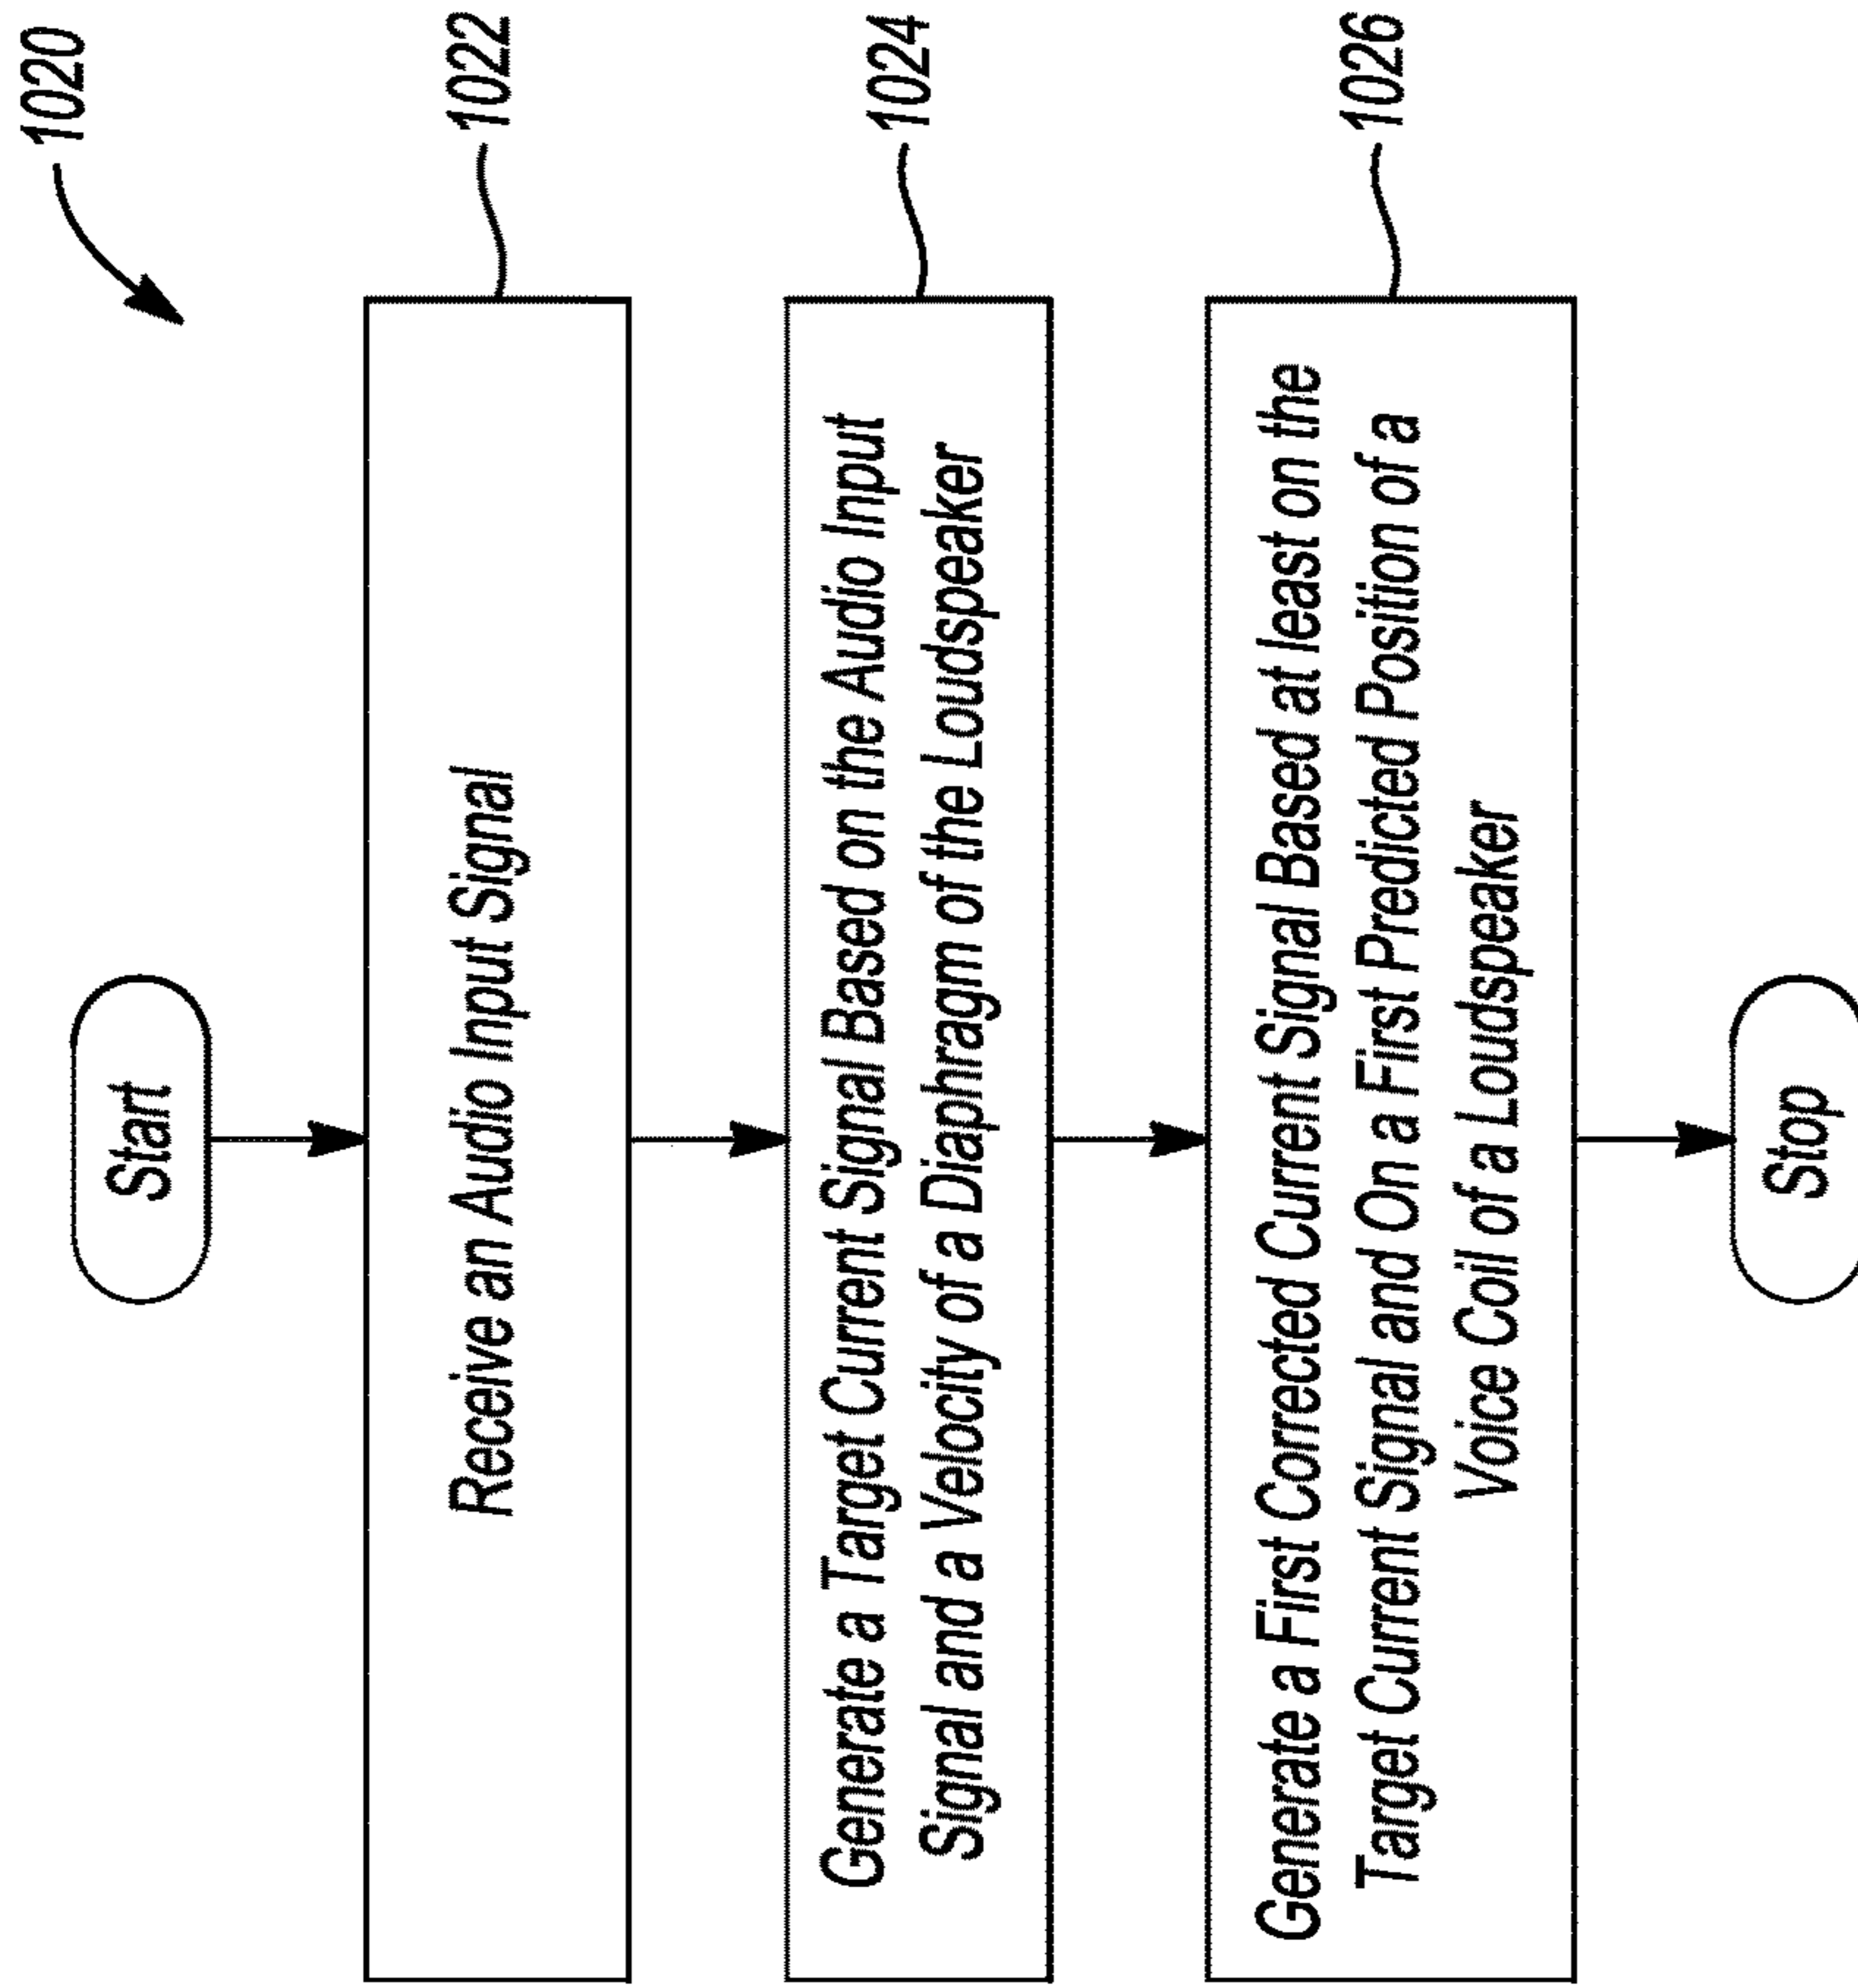 1020
Start
Receive an Audio Input Signal
1022
Generate a Target Current Signal Based on the Audio Input
Signal and a Velocity of a Diaphragm of the Loudspeaker
1024
Generate a First Corrected Current Signal Based at least on the
Target Current Signal and On a First Predicted Position of a
Voice Coil of a Loudspeaker
1026
Stop